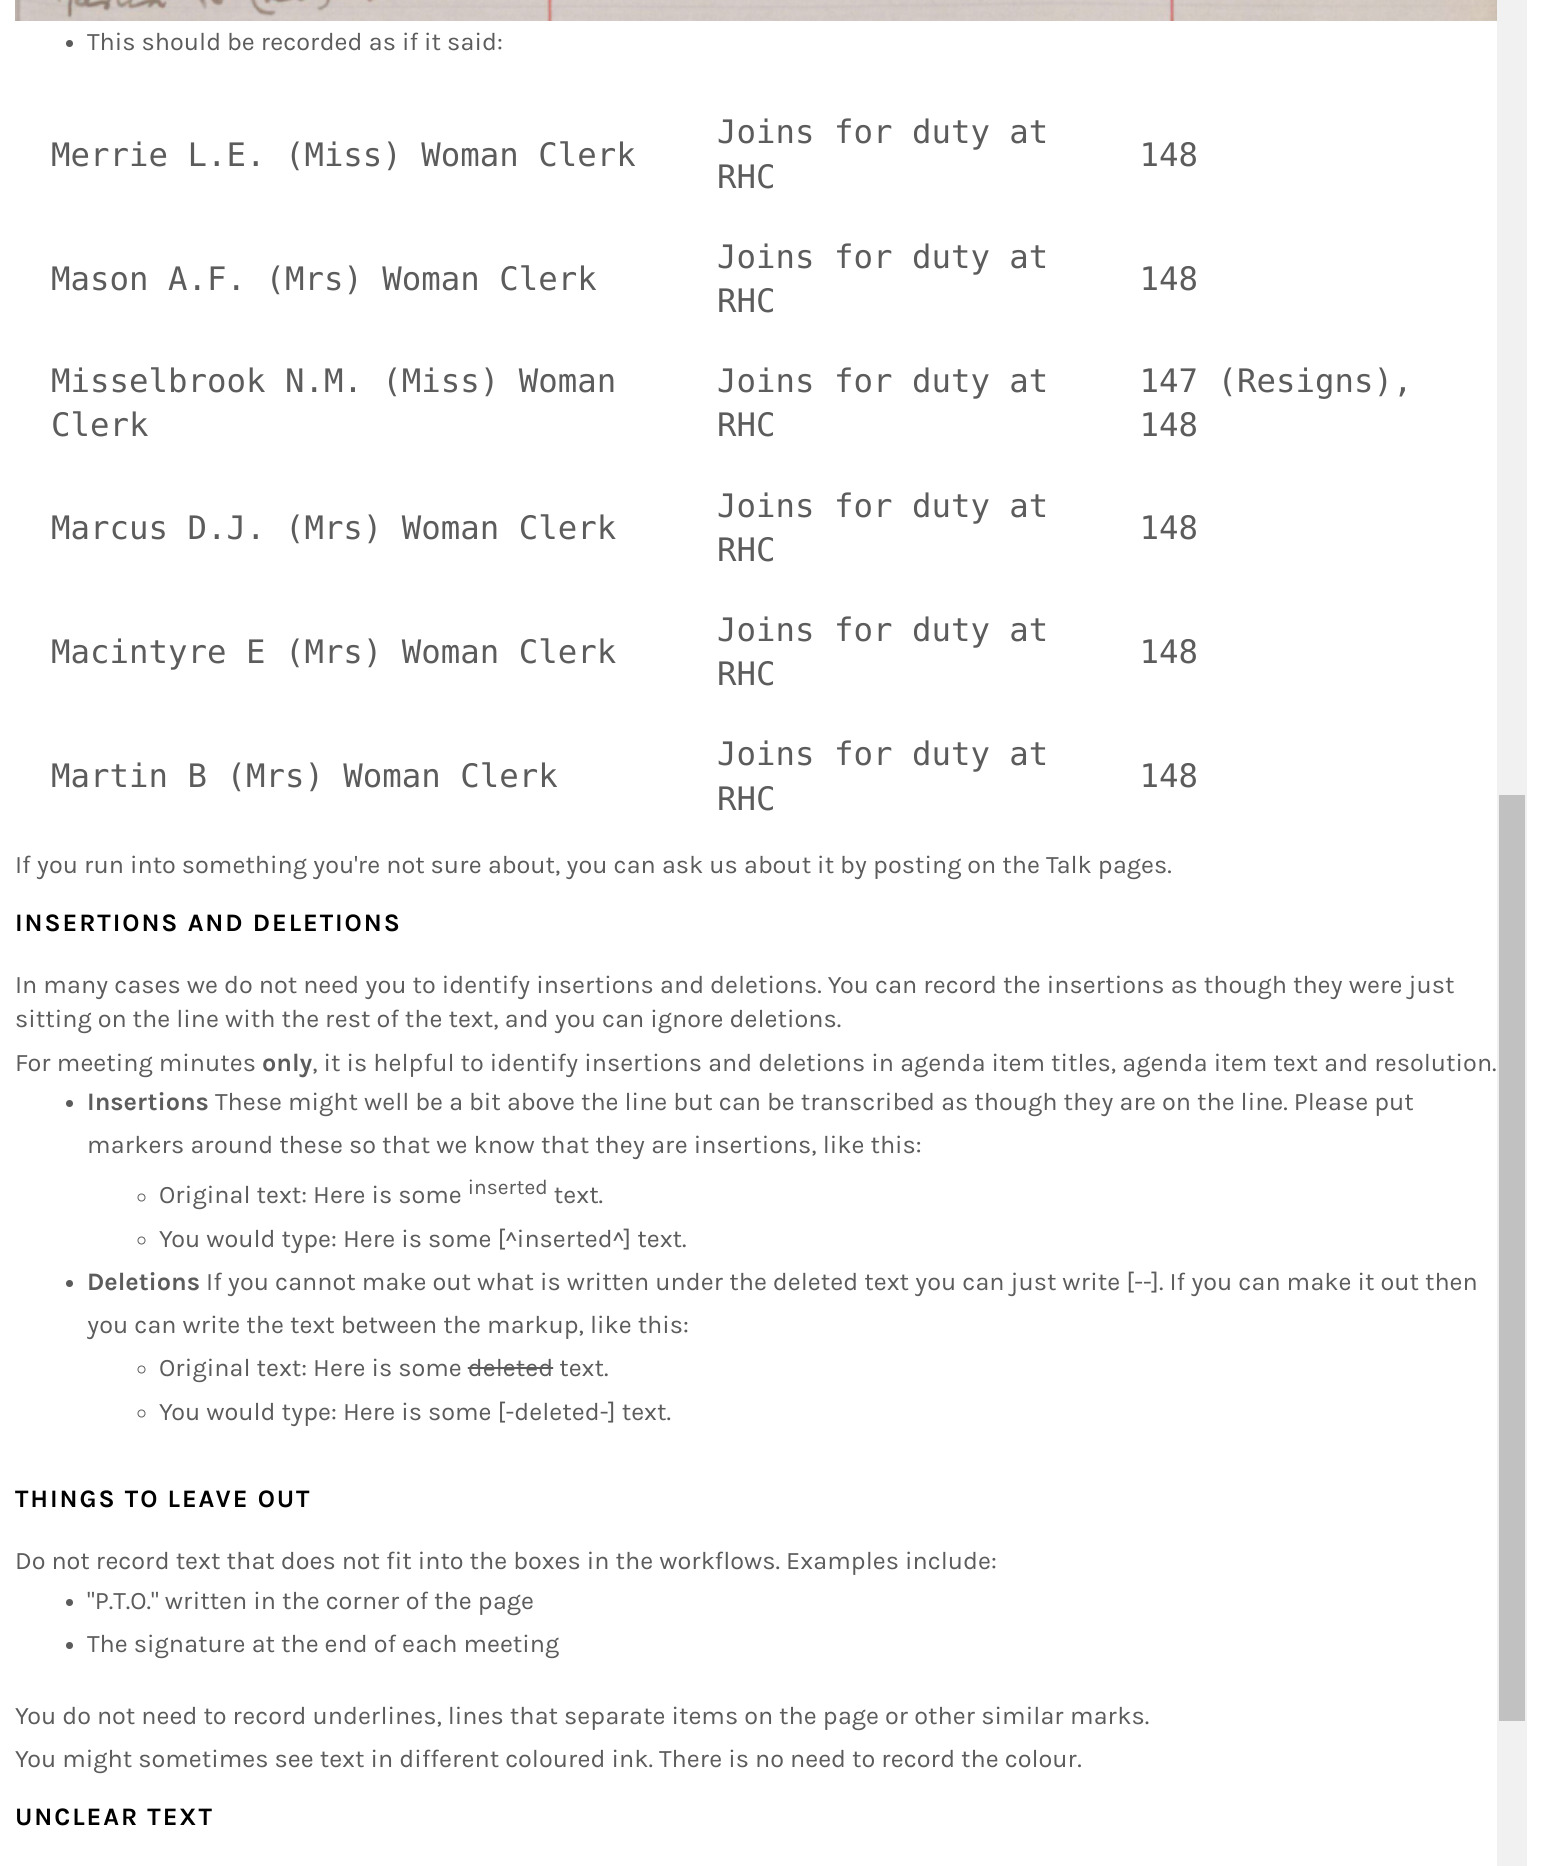 This should be recorded as if it said:
Merrie L.E. (Miss) Woman Clerk Joins for duty at RHC 148
Mason A.F. (Mrs) Woman Clerk Joins for duty at RHC 148
Misselbrook N.M. (Miss) Woman Clerk Joins for duty at RHC 147 (Resigns), 148
Marcus D.J. (Mrs) Woman Clerk Joins for duty at RHC 148
Macintyre E (Mrs) Woman Clerk Joins for duty at RHC 148
Martin B (Mrs) Woman Clerk Joins for duty at RHC 148
If you run into something you're not sure about, you can ask us about it by posting on the Talk pages.
INSERTIONS AND DELETIONS
In many cases we do not need you to identify insertions and deletions. You can record the insertions as though they were just
sitting on the line with the rest of the text, and you can ignore deletions.
For meeting minutes only, it is helpful to identify insertions and deletions in agenda item titles, agenda item text and resolution.
• Insertions These might well be a bit above the line but can be transcribed as though they are on the line. Please put
markers around these so that we know that they are insertions, like this:
◦ Original text: Here is some inserted text.
◦ You would type: Here is some [^inserted^] text.
• Deletions If you cannot make out what is written under the deleted text you can just write [--]. If you can make it out then
you can write the text between the markup, like this:
◦ Original text: Here is some deleted text.
◦ You would type: Here is some [-deleted-] text.
THINGS TO LEAVE OUT
Do not record text that does not fit into the boxes in the workflows. Examples include:
• "P.T.O." written in the corner of the page
• The signature at the end of each meeting
You do not need to record underlines, lines that separate items on the page or other similar marks.
You might sometimes see text in different coloured ink. There is no need to record the colour.
UNCLEAR TEXT